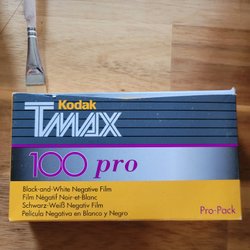 Kodak
TMAX
100 pro
Black-and-White Negative Film
Film Négatif Noir-et-Blanc
Schwarz-Weiß Negativ Film
Película Negativa en Blanco y Negro
Pro-Pack